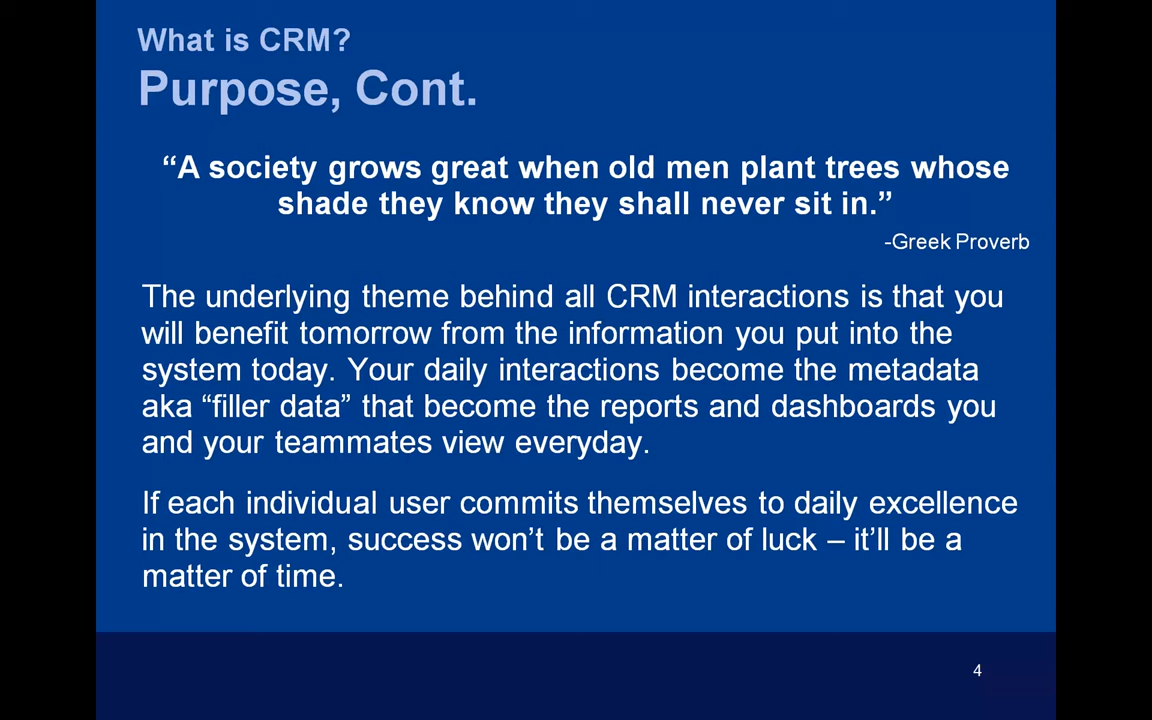 What is CRM?
Purpose, Cont.
“A society grows great when old men plant trees whose
shade they know they shall never sit in.”
-Greek Proverb
The underlying theme behind all CRM interactions is that you
will benefit tomorrow from the information you put into the
system today. Your daily interactions become the metadata
aka “filler data” that become the reports and dashboards you
and your teammates view everyday.
If each individual user commits themselves to daily excellence
in the system, success won’t be a matter of luck – it’ll be a
matter of time.
4